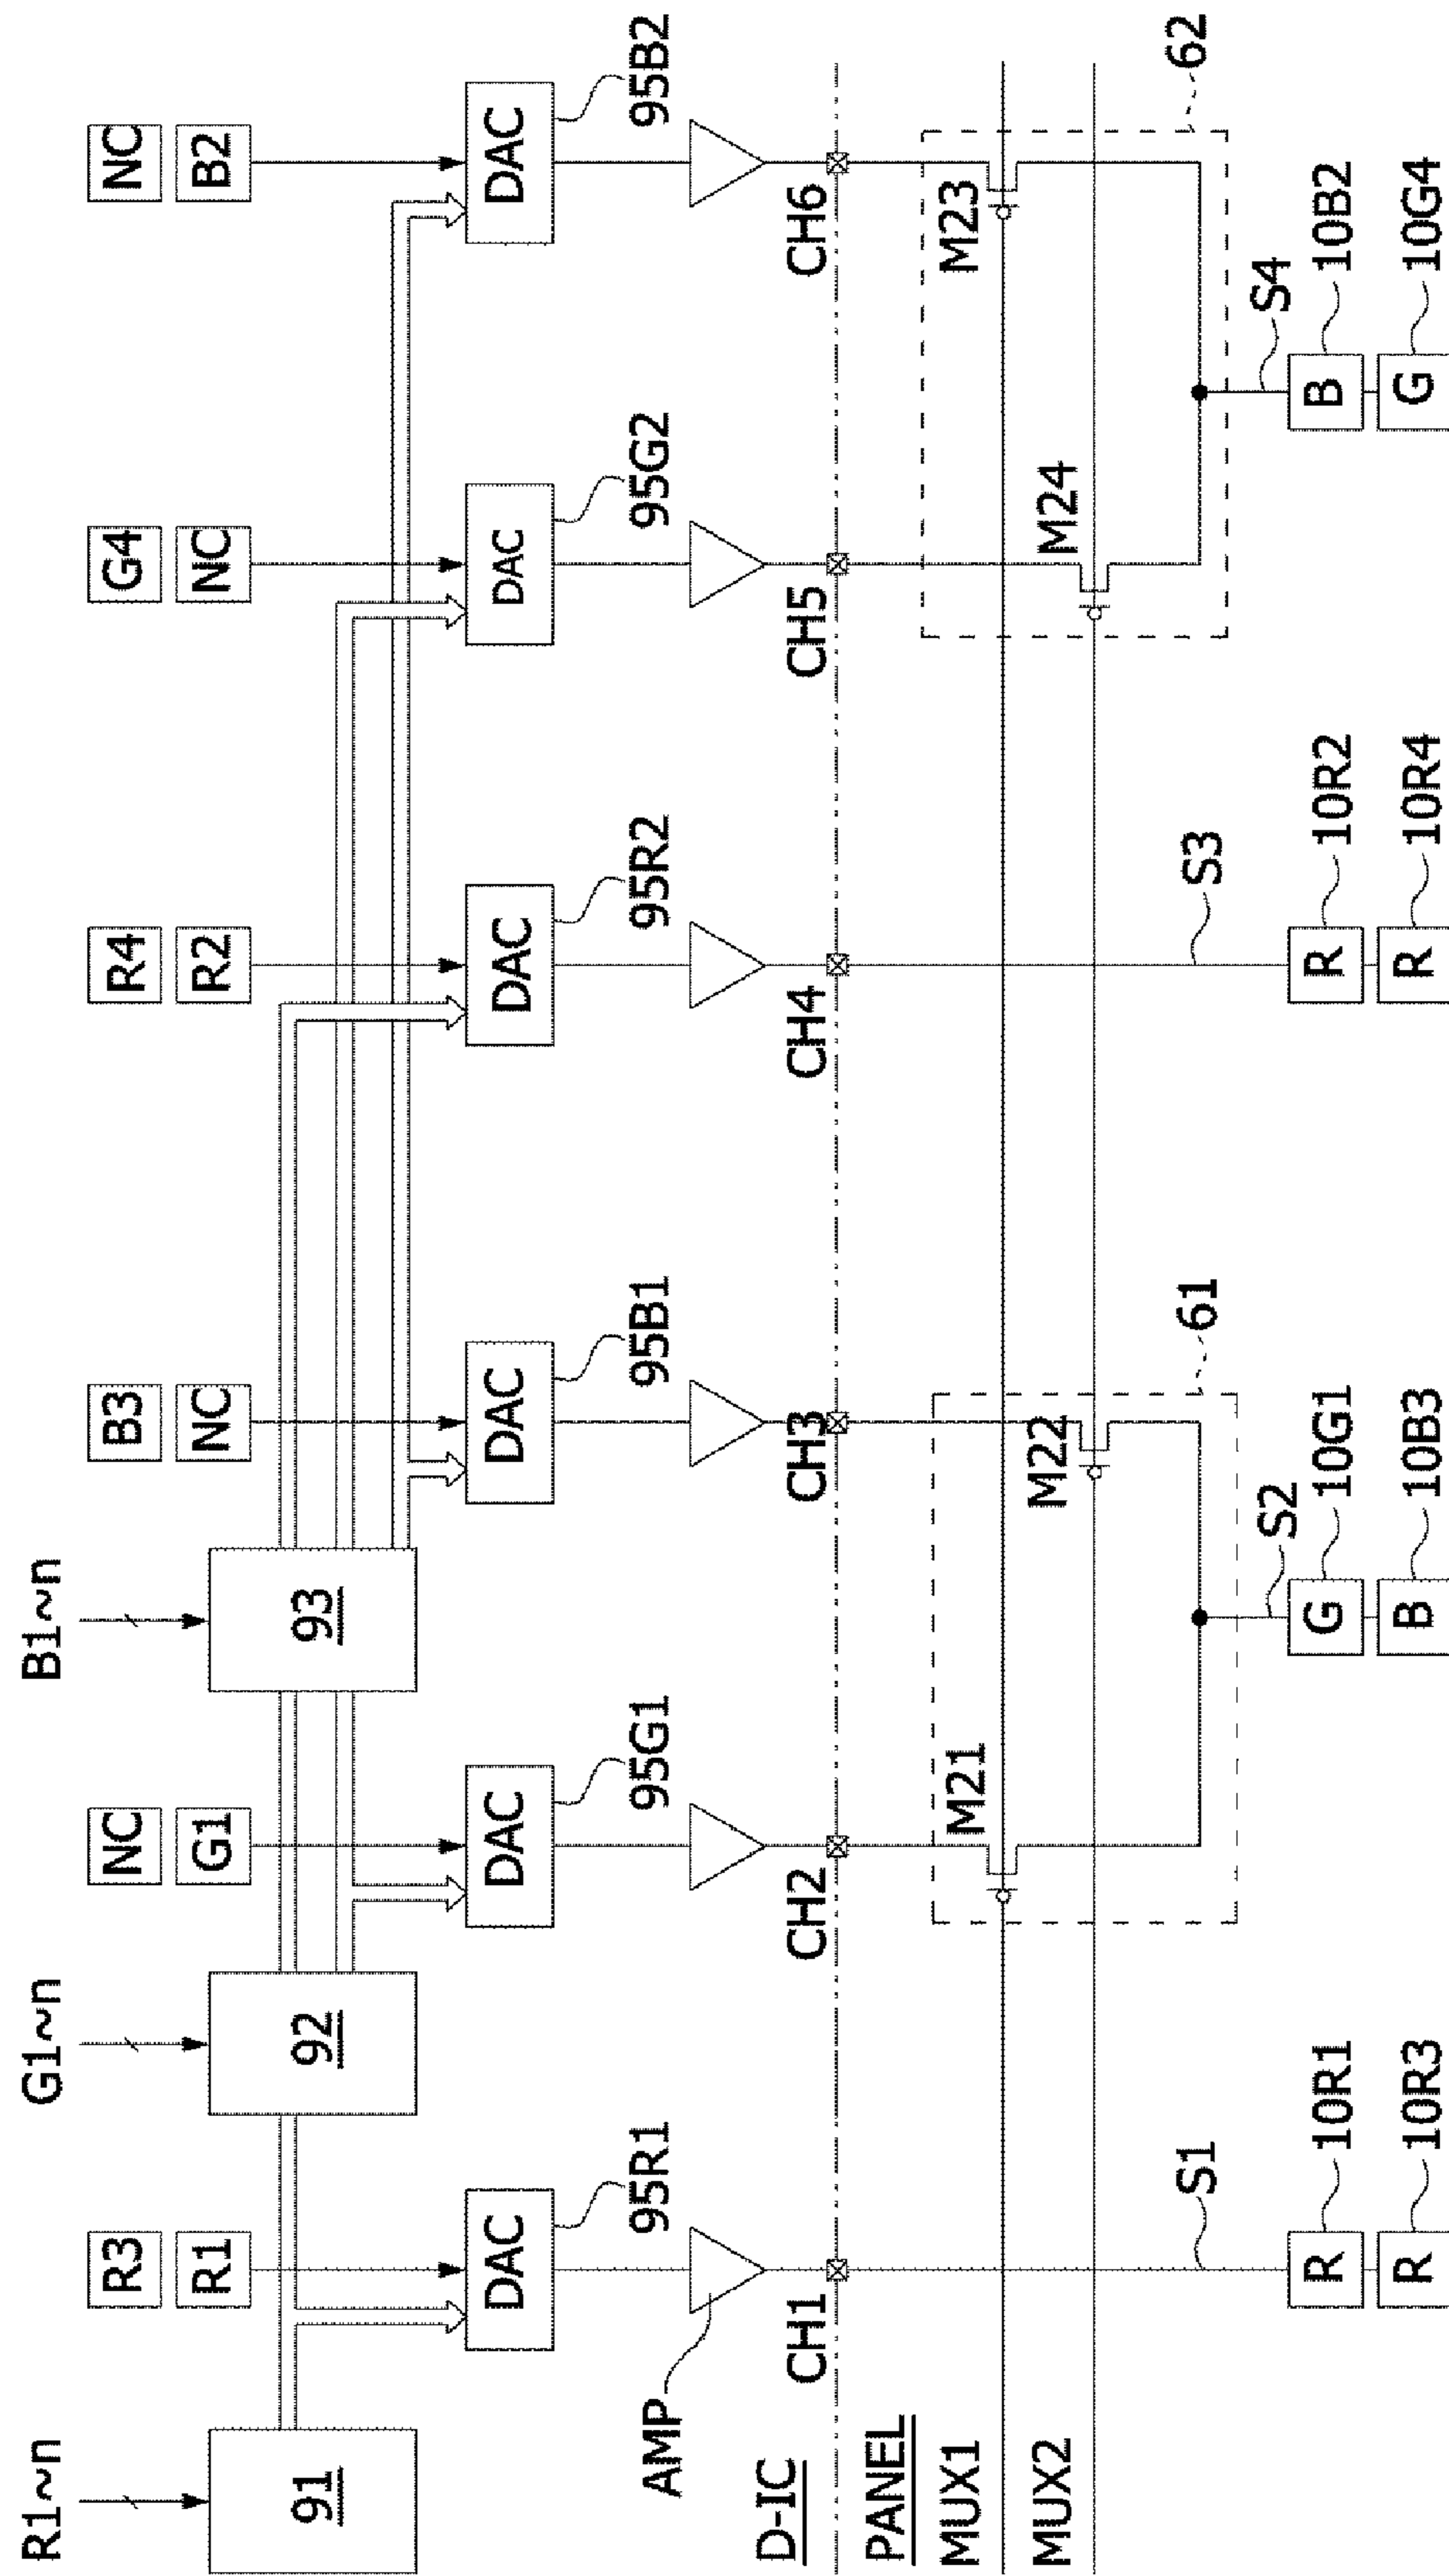 R1~n
G1~n
B1~n
91
92
93
R3
NC
B3
R4
G4
NC
R1
G1
NC
R2
NC
B2
DAC
DAC
DAC
DAC
DAC
DAC
95R1
95G1
95B1
95R2
95G2
95B2
AMP
CH1
CH2
CH3
CH4
CH5
CH6
D-IC
PANEL
MUX1
M21
M23
MUX2
M22
M24
61
62
S1
S2
S3
S4
R
10R1
G
10G1
R
10R2
B
10B2
R
10R3
B
10B3
R
10R4
G
10G4